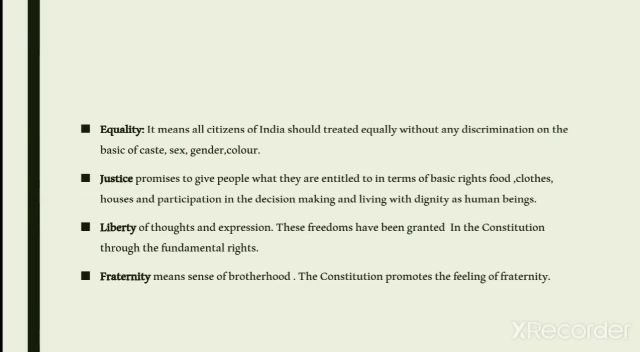 ■ Equality: It means all citizens of India should treated equally without any discrimination on the
basic of caste, sex, gender,colour.
■ Justice promises to give people what they are entitled to in terms of basic rights food ,clothes,
houses and participation in the decision making and living with dignity as human beings.
■ Liberty of thoughts and expression. These freedoms have been granted  In the Constitution
through the fundamental rights.
■ Fraternity means sense of brotherhood . The Constitution promotes the feeling of fraternity.
XRecorder